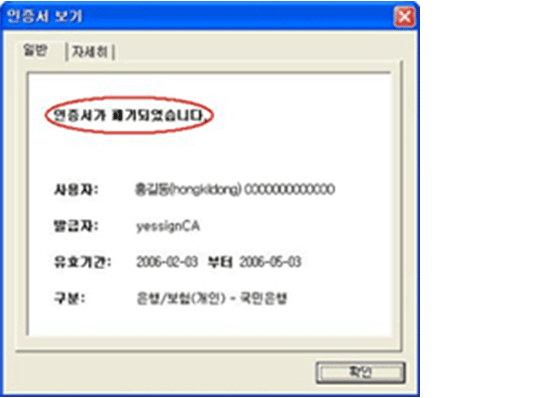 인증서 보기
일반 자세히
인증서가 폐기되었습니다.
사용자: 홍길동(hongkildong) 0000000000000
발급자: yessignCA
유효기간: 2006-02-03 부터 2006-05-03
구분: 은행/보험(개인) - 국민은행
확인